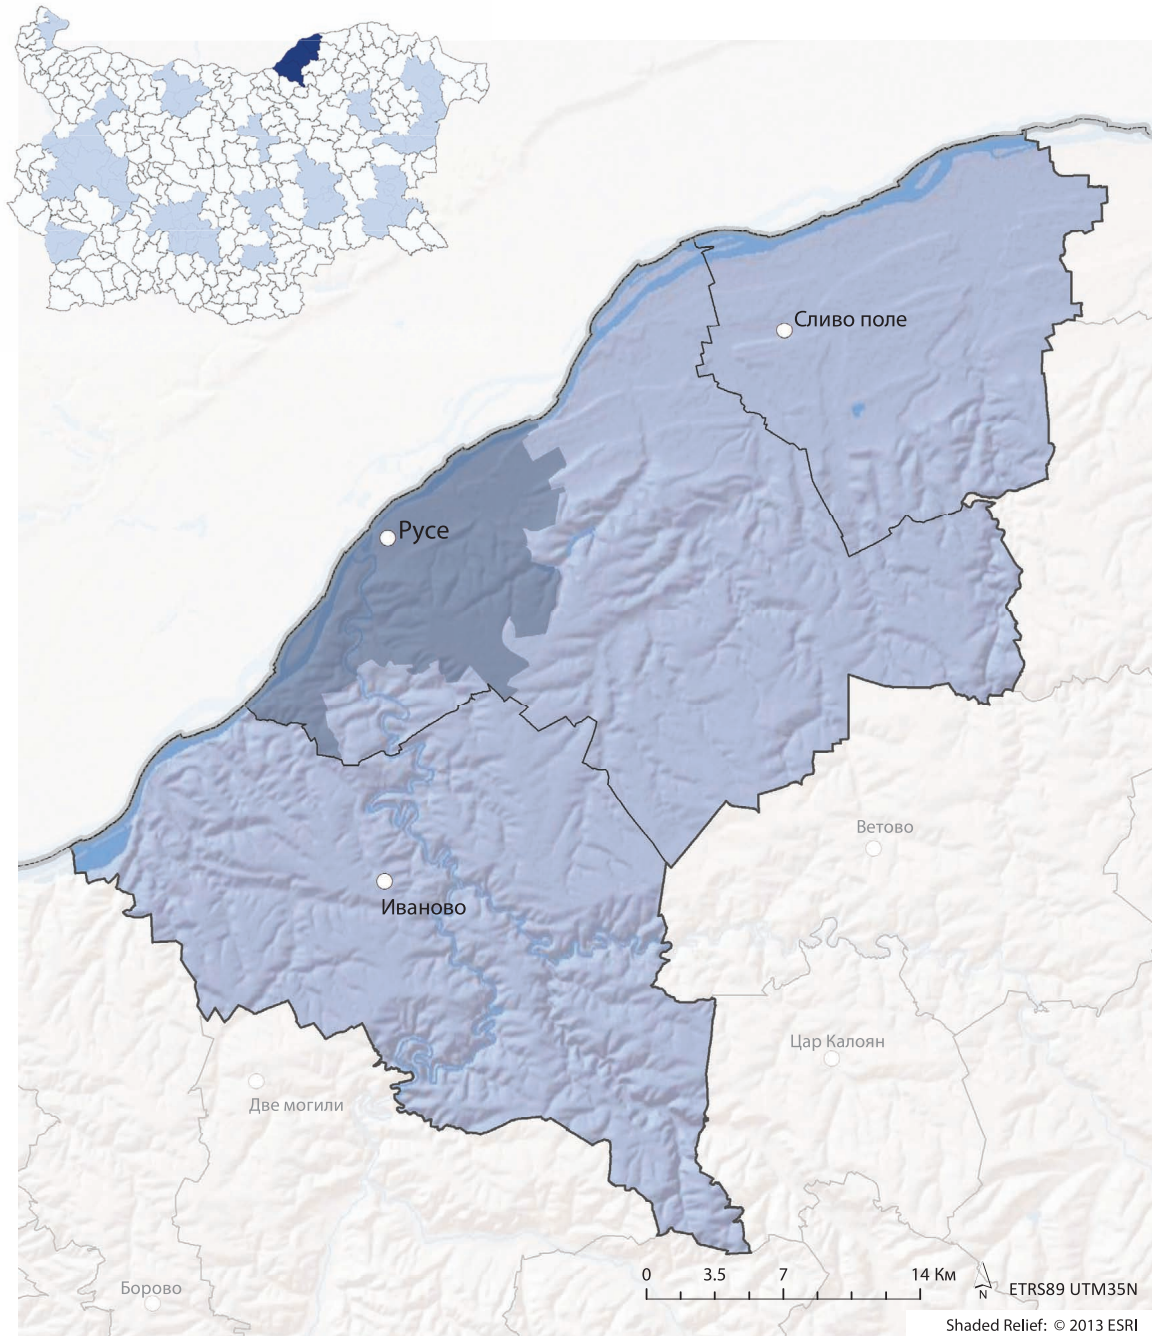 Сливо поле
Русе
Ветово
Иваново
Цар Калоян
Две могили
Борово
0 3.5 7 14 Км
N
ETRS89 UTM35N
Shaded Relief: © 2013 ESRI